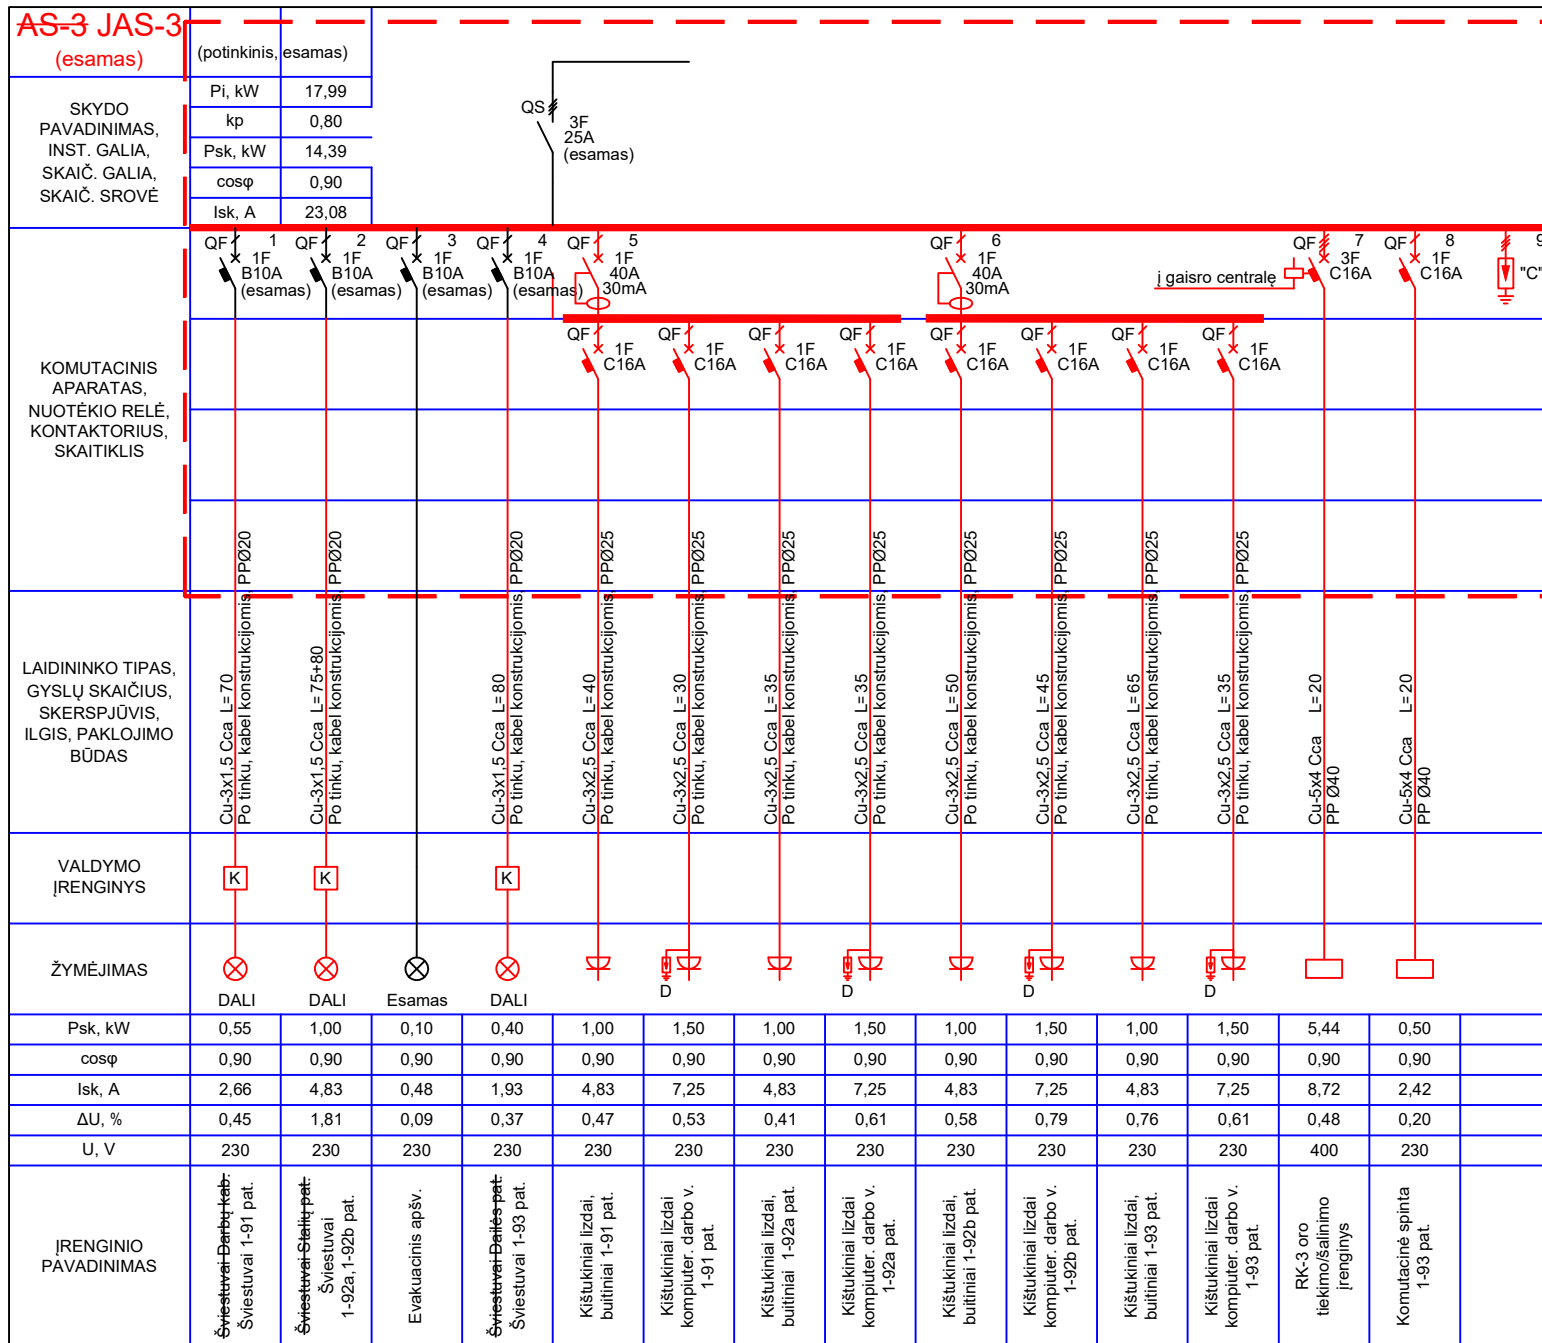 AS-3 JAS-3
(esamas)
(potinkinis, esamas)
SKYDO
PAVADINIMAS,
INST. GALIA,
SKAIČ. GALIA,
SKAIČ. SROVĖ
Pi, kW 17,99
kp 0,80
Psk, kW 14,39
cosφ 0,90
Isk, A 23,08
QS
3F
25A
(esamas)
QF 1
1F
B10A
(esamas)
QF 2
1F
B10A
(esamas)
QF 3
1F
B10A
(esamas)
QF 4
1F
B10A
(esamas)
QF 5
1F
40A
30mA
QF 6
1F
40A
30mA
į gaisro centralę
QF 7
3F
C16A
QF 8
1F
C16A
9
"C"
KOMUTACINIS
APARATAS,
NUOTĖKIO RELĖ,
KONTAKTORIUS,
SKAITIKLIS
QF
1F
C16A
QF
1F
C16A
QF
1F
C16A
QF
1F
C16A
QF
1F
C16A
QF
1F
C16A
QF
1F
C16A
QF
1F
C16A
LAIDININKO TIPAS,
GYSLŲ SKAIČIUS,
SKERSPJŪVIS,
ILGIS, PAKLOJIMO
BŪDAS
Cu-3x1,5 Cca L=70
Po tinku, kabel konstrukcijomis, PPØ20
Cu-3x1,5 Cca L=75+80
Po tinku, kabel konstrukcijomis, PPØ20
Cu-3x1,5 Cca L=80
Po tinku, kabel konstrukcijomis, PPØ20
Cu-3x2,5 Cca L=40
Po tinku, kabel konstrukcijomis, PPØ25
Cu-3x2,5 Cca L=30
Po tinku, kabel konstrukcijomis, PPØ25
Cu-3x2,5 Cca L=35
Po tinku, kabel konstrukcijomis, PPØ25
Cu-3x2,5 Cca L=35
Po tinku, kabel konstrukcijomis, PPØ25
Cu-3x2,5 Cca L=50
Po tinku, kabel konstrukcijomis, PPØ25
Cu-3x2,5 Cca L=45
Po tinku, kabel konstrukcijomis, PPØ25
Cu-3x2,5 Cca L=65
Po tinku, kabel konstrukcijomis, PPØ25
Cu-3x2,5 Cca L=35
Po tinku, kabel konstrukcijomis, PPØ25
Cu-5x4 Cca L=20
PP Ø40
Cu-5x4 Cca L=20
PP Ø40
VALDYMO
ĮRENGINYS
K K K
ŽYMĖJIMAS
D D D D
DALI DALI Esamas DALI
Psk, kW 0,55 1,00 0,10 0,40 1,00 1,50 1,00 1,50 1,00 1,50 1,00 1,50 5,44 0,50
cosφ 0,90 0,90 0,90 0,90 0,90 0,90 0,90 0,90 0,90 0,90 0,90 0,90 0,90 0,90
Isk, A 2,66 4,83 0,48 1,93 4,83 7,25 4,83 7,25 4,83 7,25 4,83 7,25 8,72 2,42
ΔU, % 0,45 1,81 0,09 0,37 0,47 0,53 0,41 0,61 0,58 0,79 0,76 0,61 0,48 0,20
U, V 230 230 230 230 230 230 230 230 230 230 230 230 400 230
ĮRENGINIO
PAVADINIMAS
Šviestuvai Darbų kab.
Šviestuvai 1-91 pat.
Šviestuvai Stalių pat.
Šviestuvai
1-92a,1-92b pat.
Evakuacinis apšv.
Šviestuvai Dailės pat.
Šviestuvai 1-93 pat.
Kištukiniai lizdai,
buitiniai 1-91 pat.
Kištukiniai lizdai
kompiuter. darbo v.
1-91 pat.
Kištukiniai lizdai,
buitiniai 1-92a pat.
Kištukiniai lizdai
kompiuter. darbo v.
1-92a pat.
Kištukiniai lizdai,
buitiniai 1-92b pat.
Kištukiniai lizdai
kompiuter. darbo v.
1-92b pat.
Kištukiniai lizdai,
buitiniai 1-93 pat.
Kištukiniai lizdai
kompiuter. darbo v.
1-93 pat.
RK-3 oro
tiekimo/šalinimo
įrenginys
Komutacinė spinta
1-93 pat.